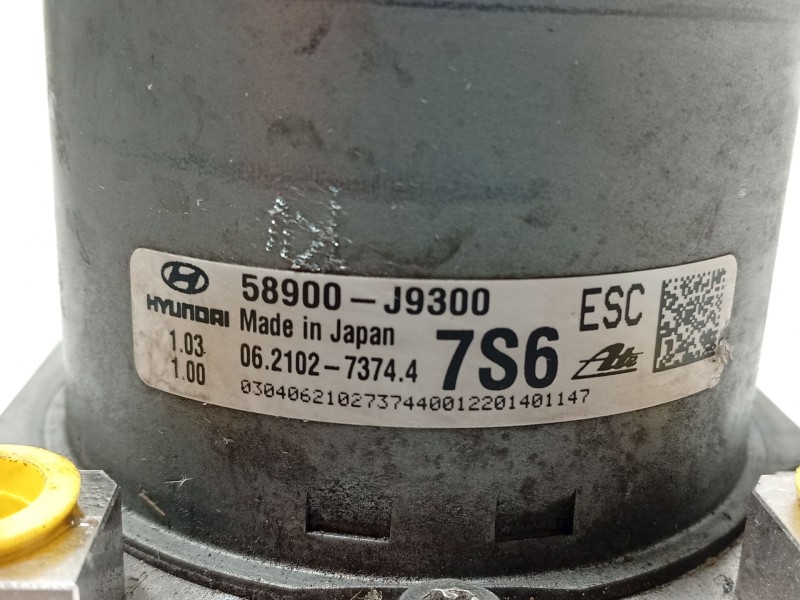 HYUNDAI
58900-J9300
ESC
Made in Japan
1.03
1.00
06.2102-7374.4
7S6
Ate
030406210273744001220140​1147